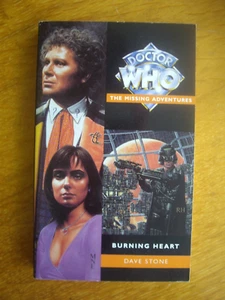 DOCTOR
WHO
THE MISSING ADVENTURES
BURNING HEART
DAVE STONE